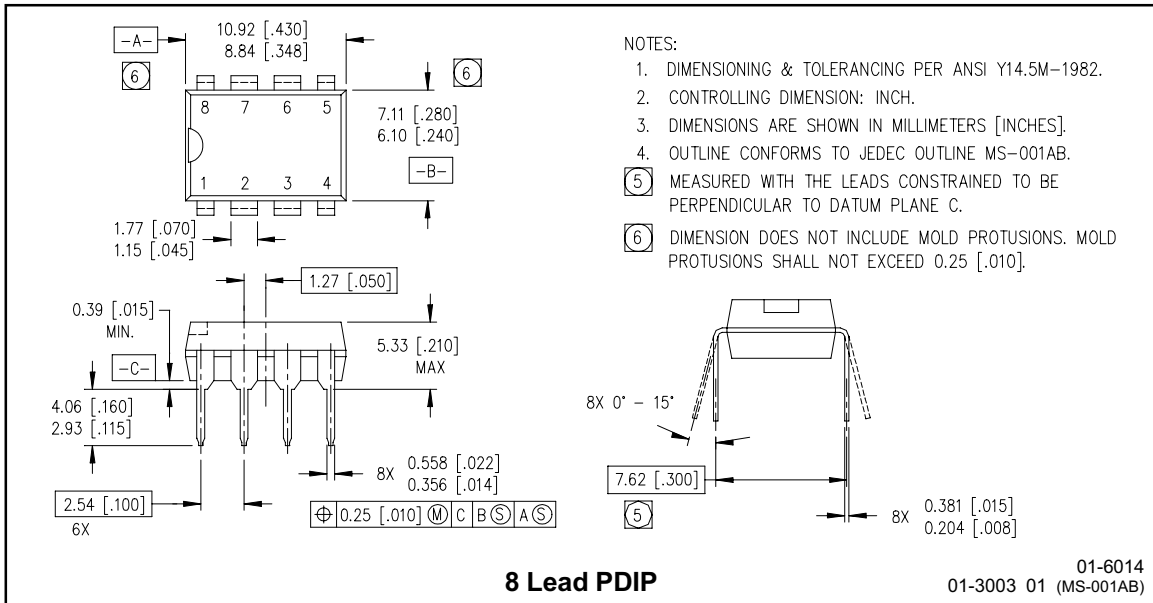 -A-
10.92 [.430]
8.84 [.348]
6
6
8 7 6 5
1 2 3 4
7.11 [.280]
6.10 [.240]
-B-
1.77 [.070]
1.15 [.045]
1.27 [.050]
0.39 [.015]
MIN.
-C-
5.33 [.210]
MAX
4.06 [.160]
2.93 [.115]
8X 0.558 [.022]
0.356 [.014]
2.54 [.100]
6X
⌖ 0.25 [.010] Ⓜ C B Ⓢ A Ⓢ
NOTES:
1. DIMENSIONING & TOLERANCING PER ANSI Y14.5M-1982.
2. CONTROLLING DIMENSION: INCH.
3. DIMENSIONS ARE SHOWN IN MILLIMETERS [INCHES].
4. OUTLINE CONFORMS TO JEDEC OUTLINE MS-001AB.
5 MEASURED WITH THE LEADS CONSTRAINED TO BE
PERPENDICULAR TO DATUM PLANE C.
6 DIMENSION DOES NOT INCLUDE MOLD PROTUSIONS. MOLD
PROTUSIONS SHALL NOT EXCEED 0.25 [.010].
8X 0° - 15°
7.62 [.300]
5
8X 0.381 [.015]
0.204 [.008]
8 Lead PDIP
01-6014
01-3003 01 (MS-001AB)